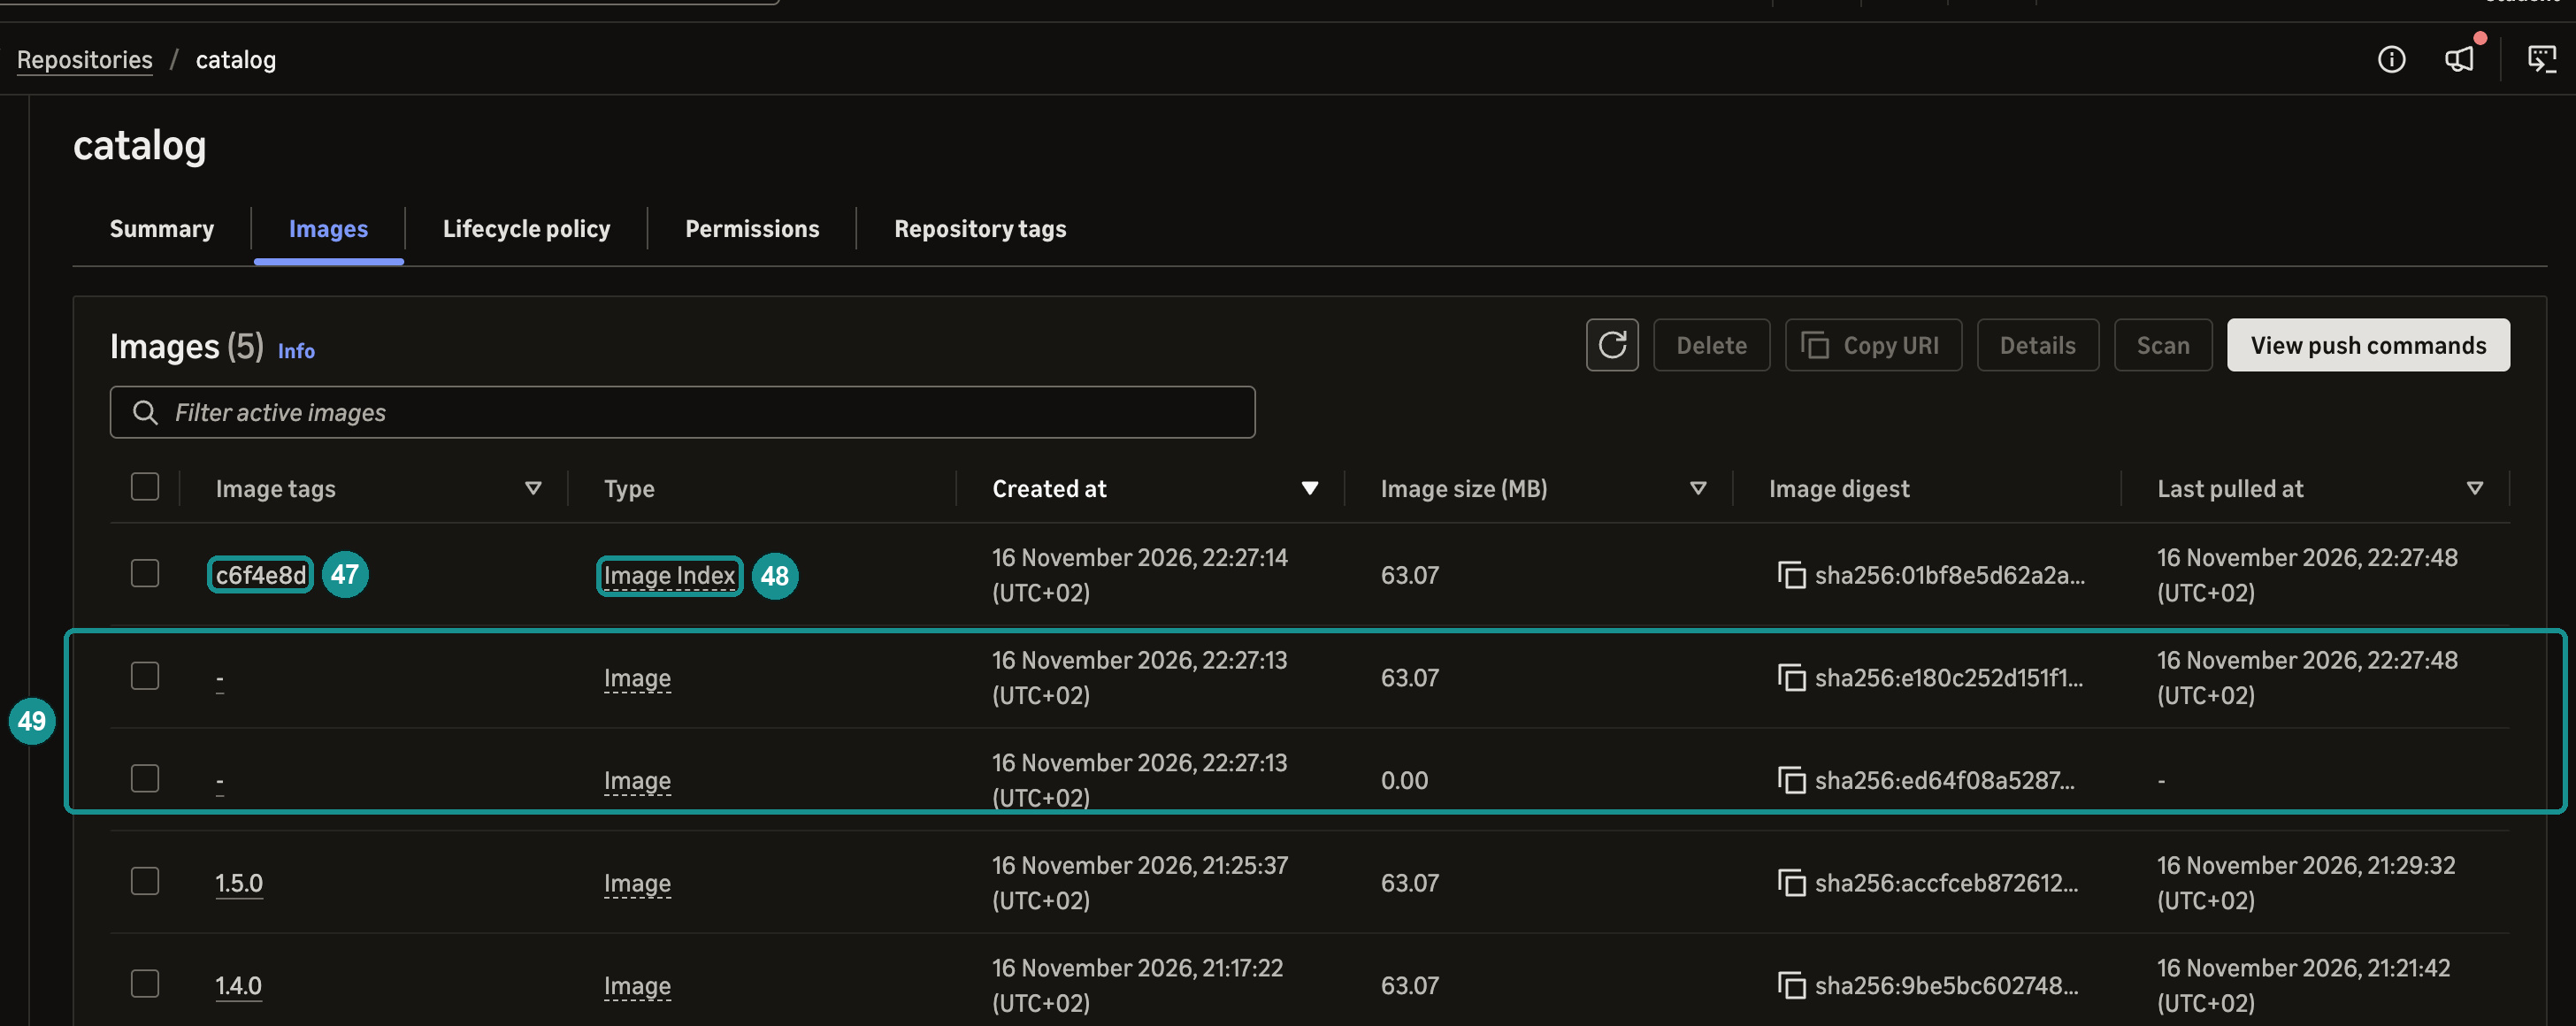 Repositories / catalog
catalog
Summary Images Lifecycle policy Permissions Repository tags
Images (5) Info
Delete Copy URI Details Scan View push commands
Filter active images
Image tags Type Created at Image size (MB) Image digest Last pulled at
c6f4e8d 47 Image Index 48 16 November 2026, 22:27:14 (UTC+02) 63.07 sha256:01bf8e5d62a2a... 16 November 2026, 22:27:48 (UTC+02)
49
- Image 16 November 2026, 22:27:13 (UTC+02) 63.07 sha256:e180c252d151f1... 16 November 2026, 22:27:48 (UTC+02)
- Image 16 November 2026, 22:27:13 (UTC+02) 0.00 sha256:ed64f08a5287... -
1.5.0 Image 16 November 2026, 21:25:37 (UTC+02) 63.07 sha256:accfceb872612... 16 November 2026, 21:29:32 (UTC+02)
1.4.0 Image 16 November 2026, 21:17:22 (UTC+02) 63.07 sha256:9be5bc602748... 16 November 2026, 21:21:42 (UTC+02)